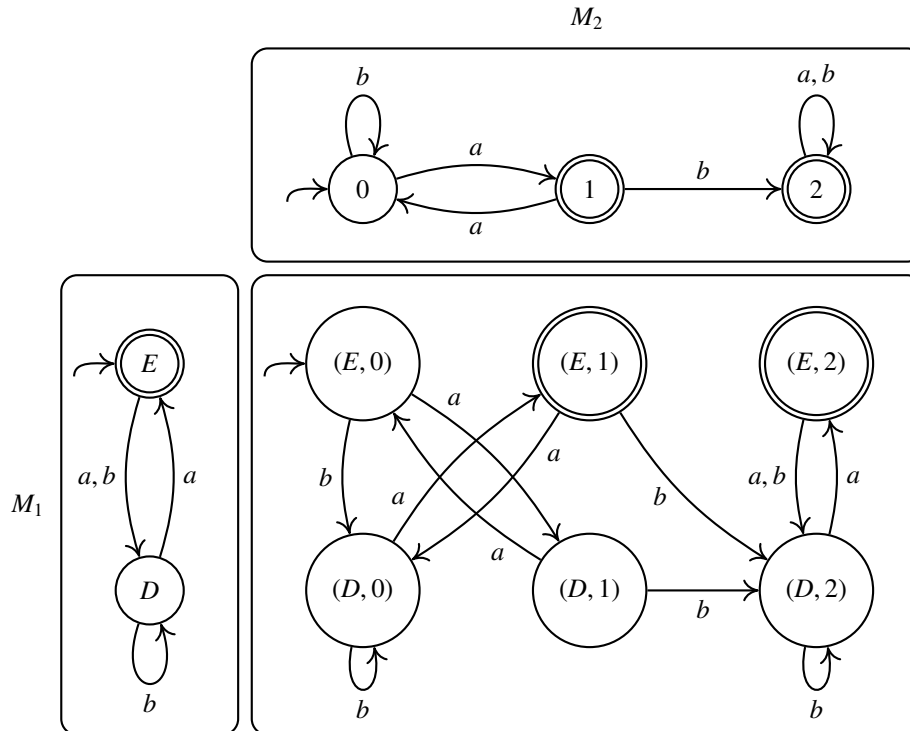 M₂
b
a, b
a
0
1
b
2
a
E
(E, 0)
(E, 1)
(E, 2)
a
a, b
a
b
a
a
a, b
a
M₁
b
a
D
(D, 0)
(D, 1)
(D, 2)
b
b
b
b